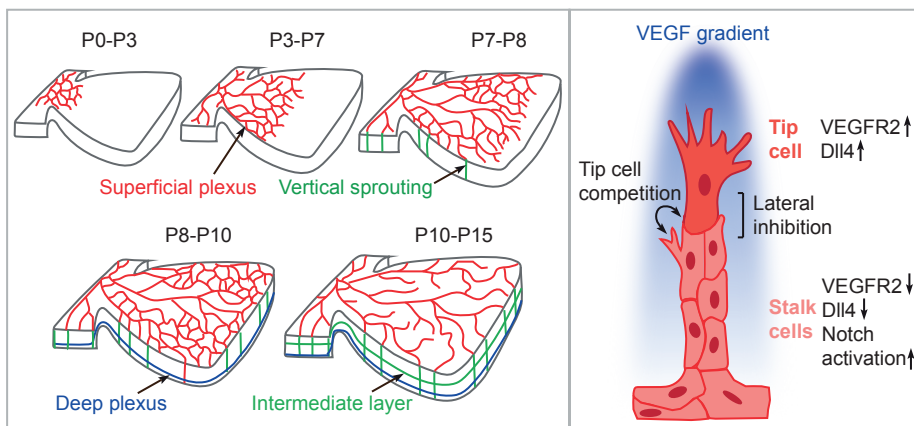 P0-P3
P3-P7
P7-P8
Superficial plexus
Vertical sprouting
P8-P10
P10-P15
Deep plexus
Intermediate layer
VEGF gradient
Tip
cell
VEGFR2↑
Dll4↑
Tip cell
competition
Lateral
inhibition
Stalk
cells
VEGFR2↓
Dll4↓
Notch
activation↑